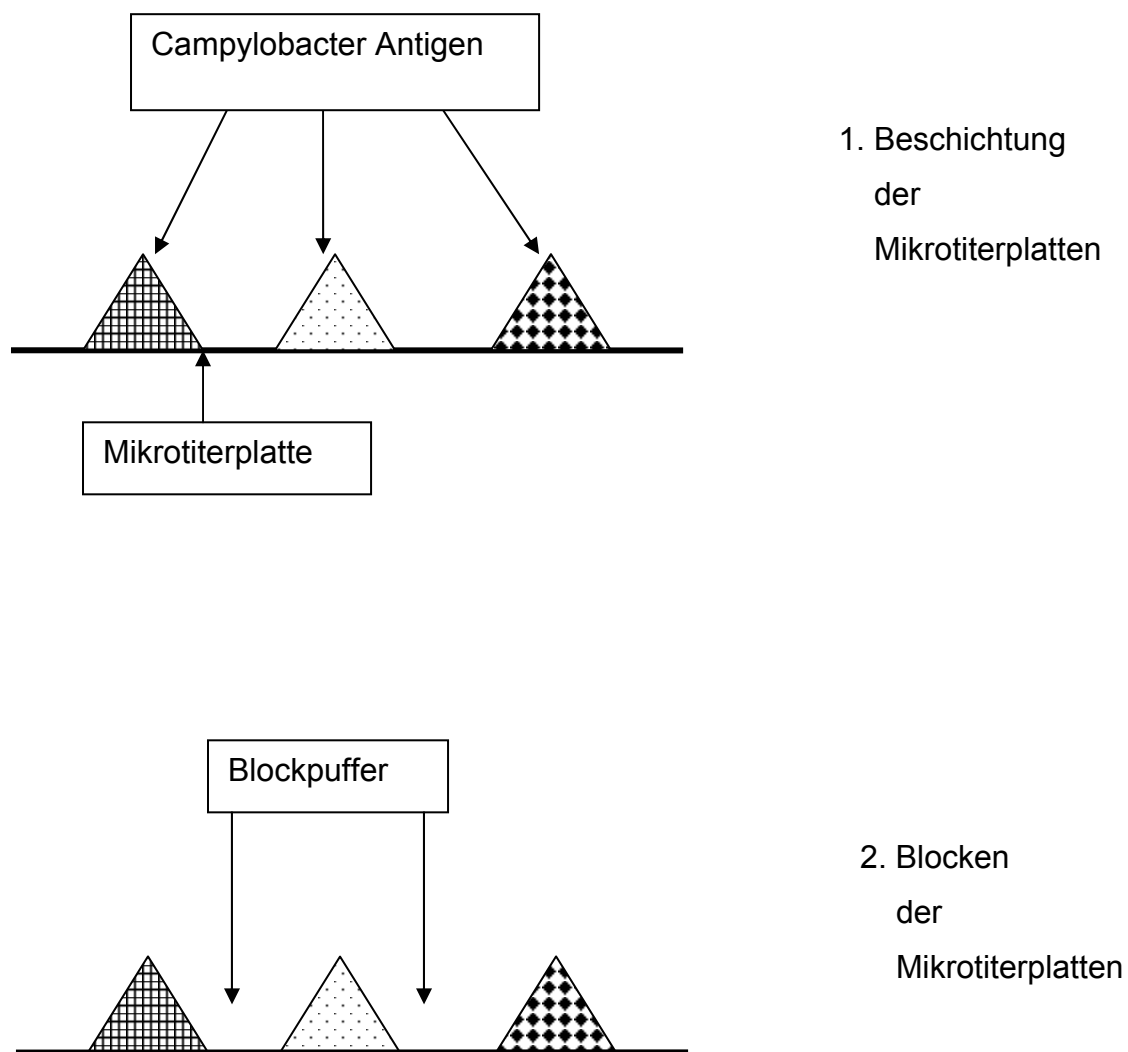 Campylobacter Antigen
1. Beschichtung
der
Mikrotiterplatten
Mikrotiterplatte
Blockpuffer
2. Blocken
der
Mikrotiterplatten